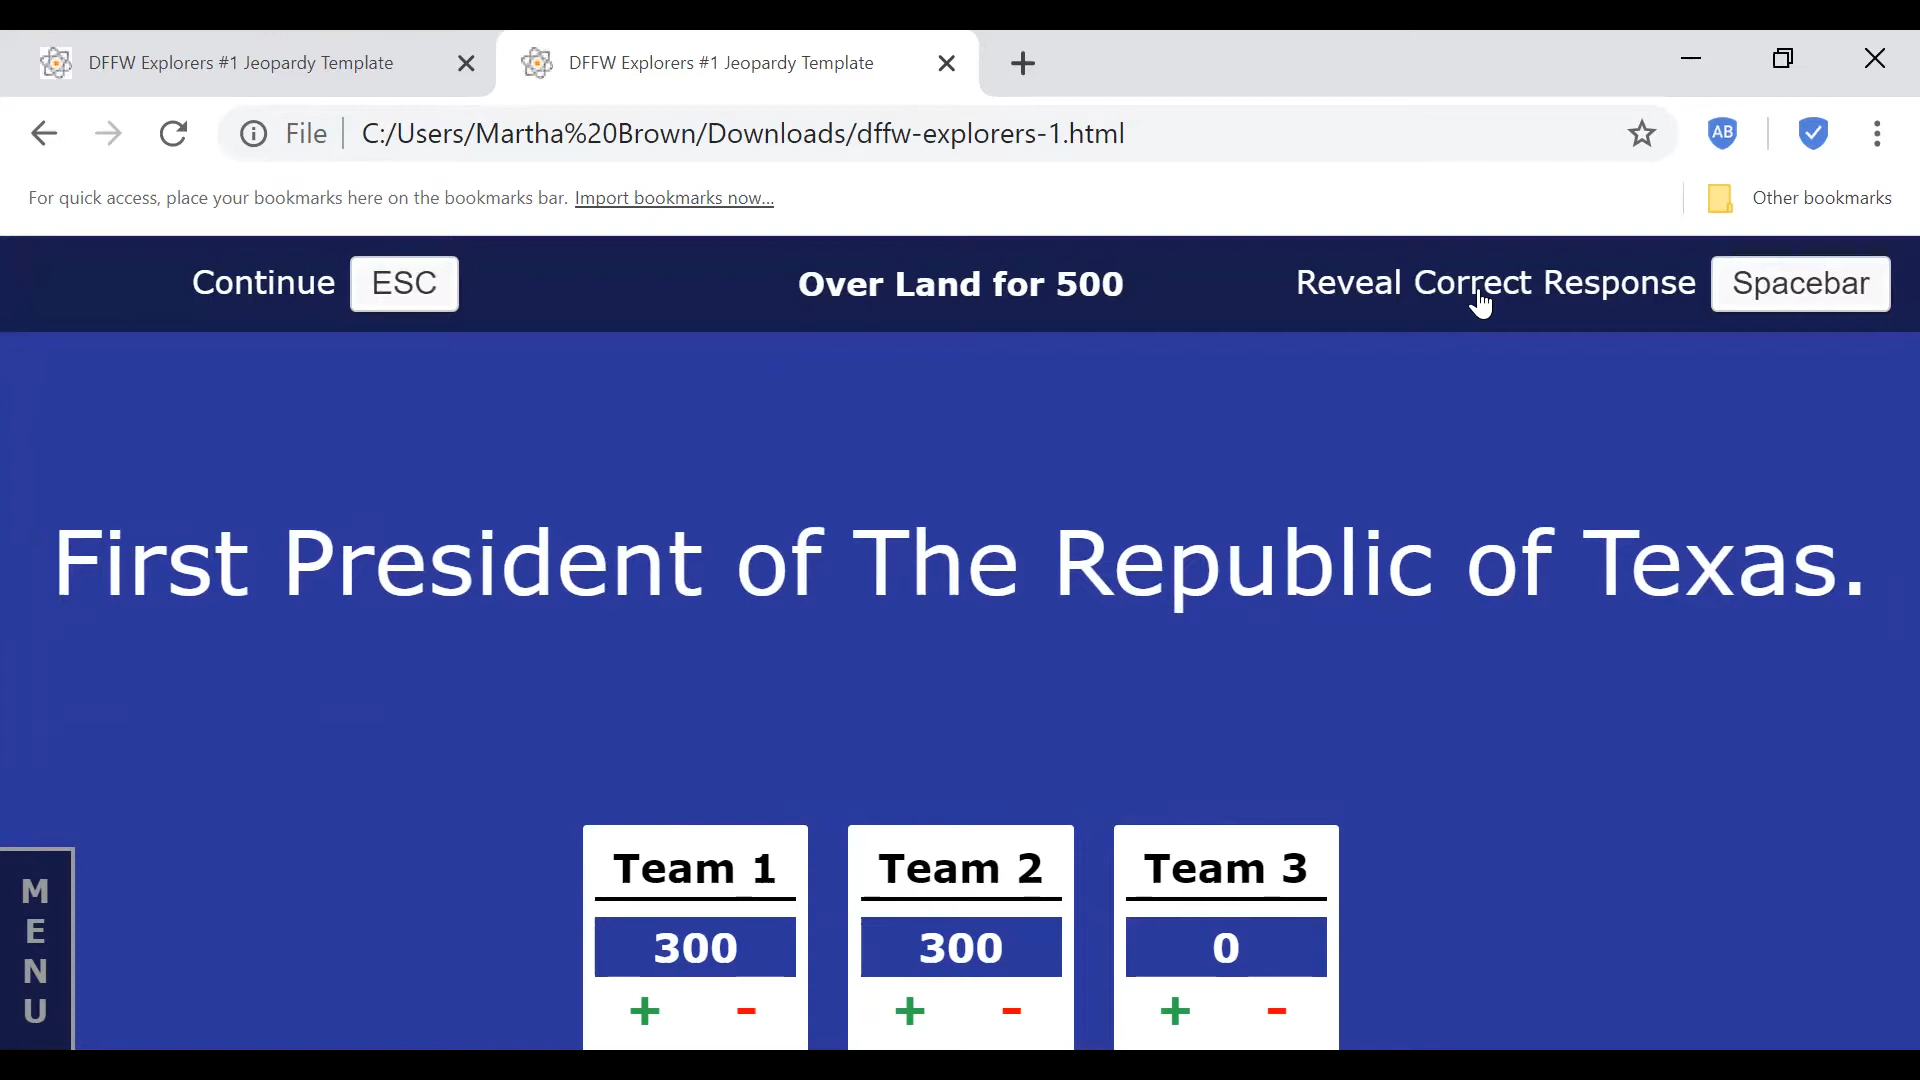 DFFW Explorers #1 Jeopardy Template
DFFW Explorers #1 Jeopardy Template
File
C:/Users/Martha%20Brown/Downloads/dffw-explorers-1.html
AB
For quick access, place your bookmarks here on the bookmarks bar. Import bookmarks now...
Other bookmarks
Continue ESC
Over Land for 500
Reveal Correct Response Spacebar
First President of The Republic of Texas.
MENU
Team 1
300
+ -
Team 2
300
+ -
Team 3
0
+ -